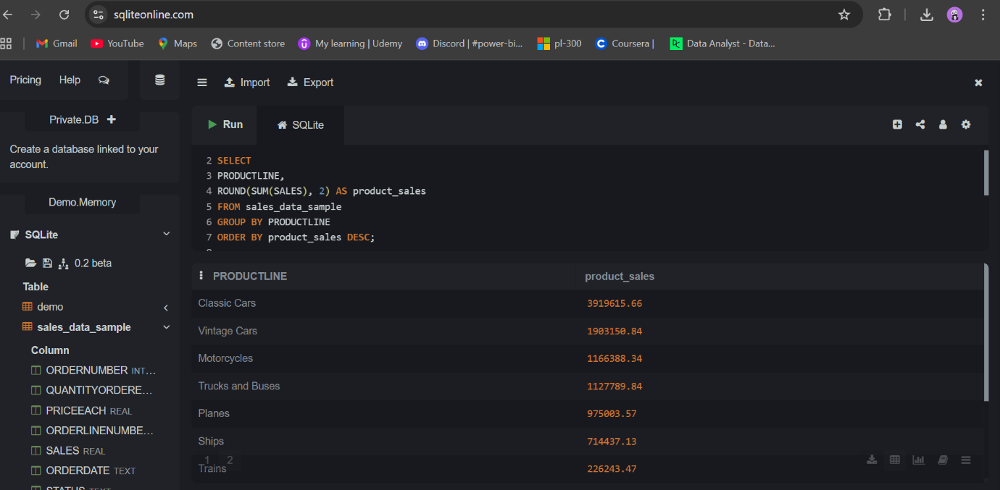 sqliteonline.com
Gmail YouTube Maps Content store My learning | Udemy Discord | #power-bi... pl-300 Coursera | Data Analyst - Data...
Pricing Help
Import Export
Private.DB
Create a database linked to your
account.
Demo.Memory
SQLite
0.2 beta
Table
demo
sales_data_sample
Column
ORDERNUMBER INT...
QUANTITYORDERE...
PRICEEACH REAL
ORDERLINENUMBE...
SALES REAL
ORDERDATE TEXT
STATUS TEXT
Run SQLite
2 SELECT
3 PRODUCTLINE,
4 ROUND(SUM(SALES), 2) AS product_sales
5 FROM sales_data_sample
6 GROUP BY PRODUCTLINE
7 ORDER BY product_sales DESC;
8
PRODUCTLINE product_sales
Classic Cars 3919615.66
Vintage Cars 1903150.84
Motorcycles 1166388.34
Trucks and Buses 1127789.84
Planes 975003.57
Ships 714437.13
1 2
Trains 226243.47